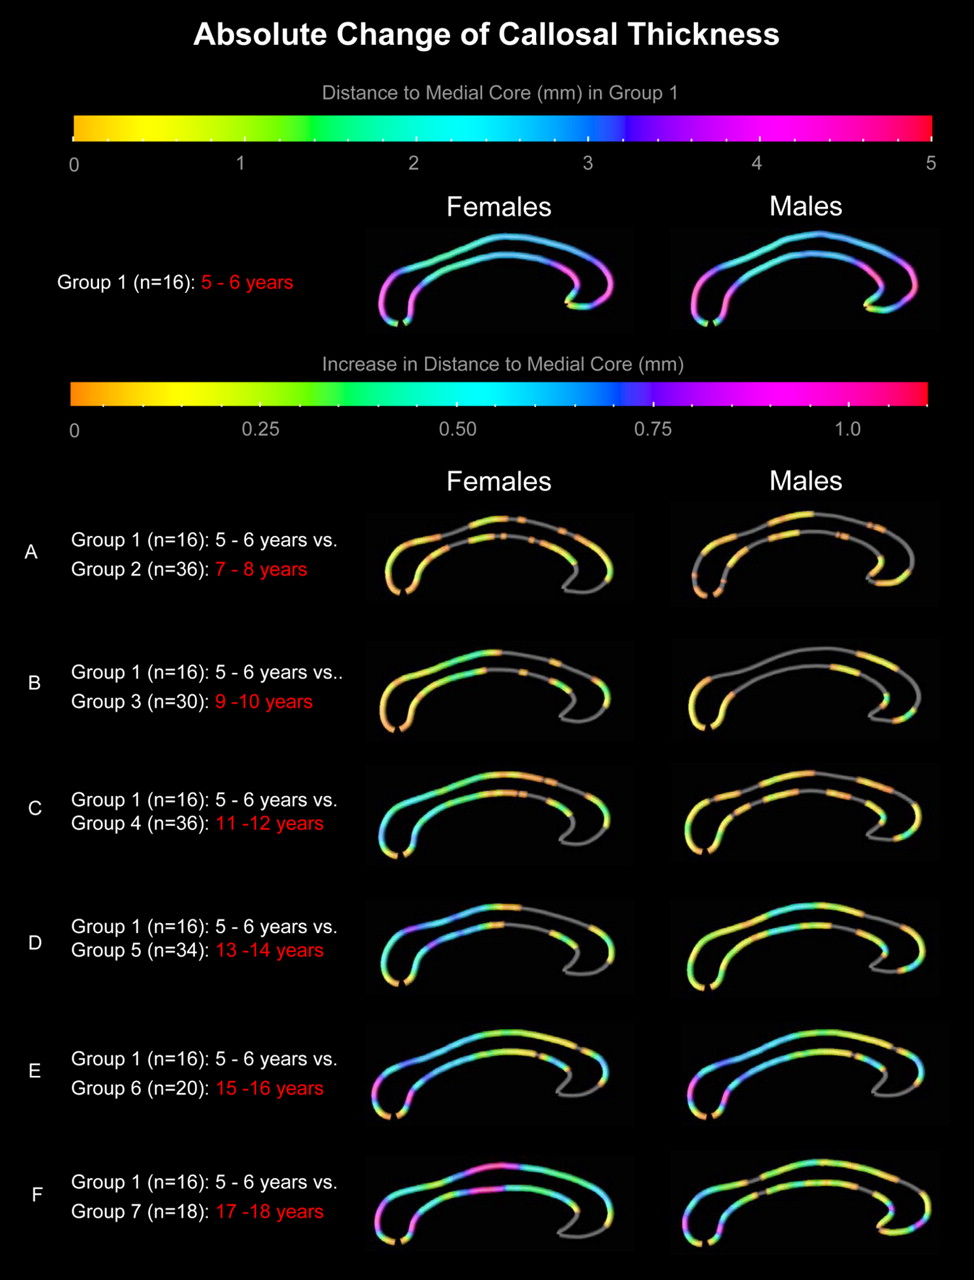 Absolute Change of Callosal Thickness
Distance to Medial Core (mm) in Group 1
0 1 2 3 4 5
Females Males
Group 1 (n=16): 5 - 6 years
Increase in Distance to Medial Core (mm)
0 0.25 0.50 0.75 1.0
Females Males
A
Group 1 (n=16): 5 - 6 years vs.
Group 2 (n=36): 7 - 8 years
B
Group 1 (n=16): 5 - 6 years vs..
Group 3 (n=30): 9 -10 years
C
Group 1 (n=16): 5 - 6 years vs.
Group 4 (n=36): 11 -12 years
D
Group 1 (n=16): 5 - 6 years vs.
Group 5 (n=34): 13 -14 years
E
Group 1 (n=16): 5 - 6 years vs.
Group 6 (n=20): 15 -16 years
F
Group 1 (n=16): 5 - 6 years vs.
Group 7 (n=18): 17 -18 years